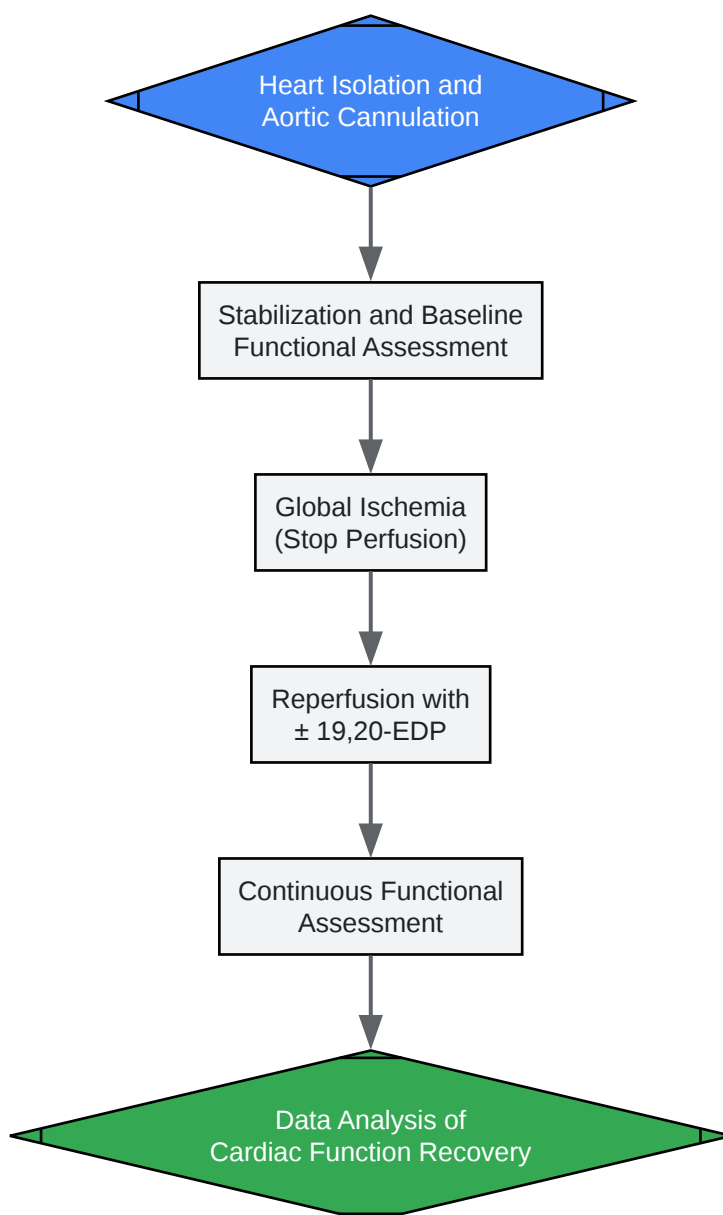 Heart Isolation and
Aortic Cannulation
Stabilization and Baseline
Functional Assessment
Global Ischemia
(Stop Perfusion)
Reperfusion with
± 19,20-EDP
Continuous Functional
Assessment
Data Analysis of
Cardiac Function Recovery